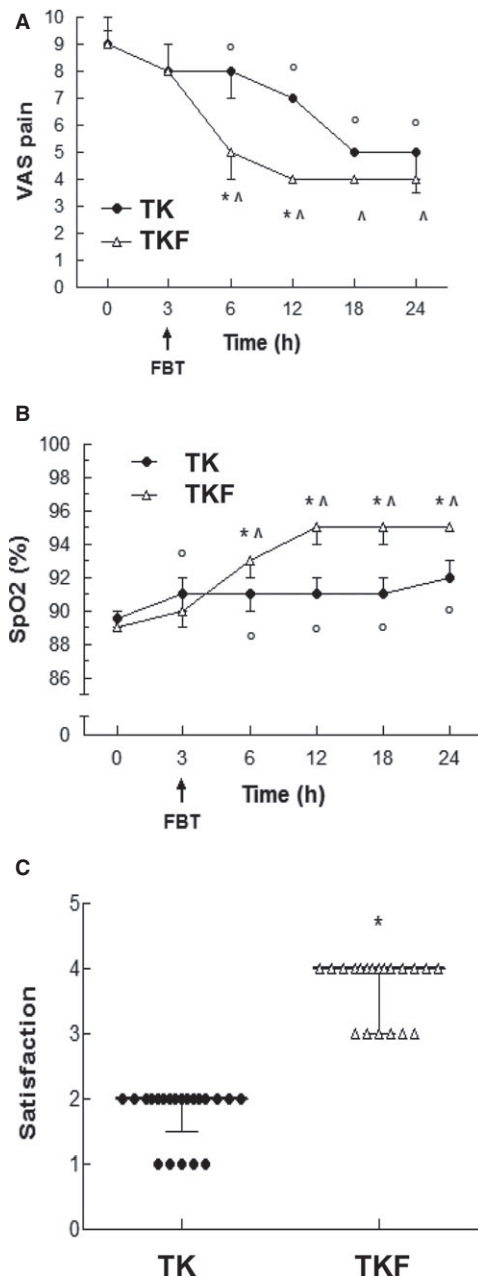 A
10
9
8
7
6
5
4
3
2
1
0
VAS pain
° ° ° °
* ^ * ^ ^ ^
TK
TKF
0 3 6 12 18 24
Time (h)
FBT
B
100
98
96
94
92
90
88
86
0
SpO2 (%)
TK
TKF
° * ^ * ^ * ^ * ^
° ° ° °
0 3 6 12 18 24
Time (h)
FBT
C
5
4
3
2
1
0
Satisfaction
*
TK TKF